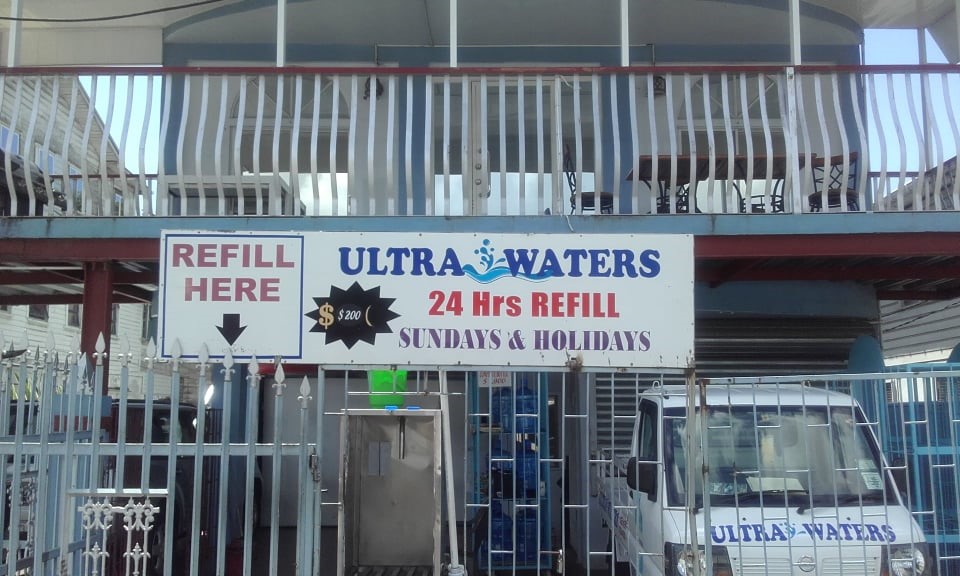 REFILL
HERE
ULTRA WATERS
24 Hrs REFILL
$ $200 (
SUNDAYS & HOLIDAYS
ULTRA WATERS